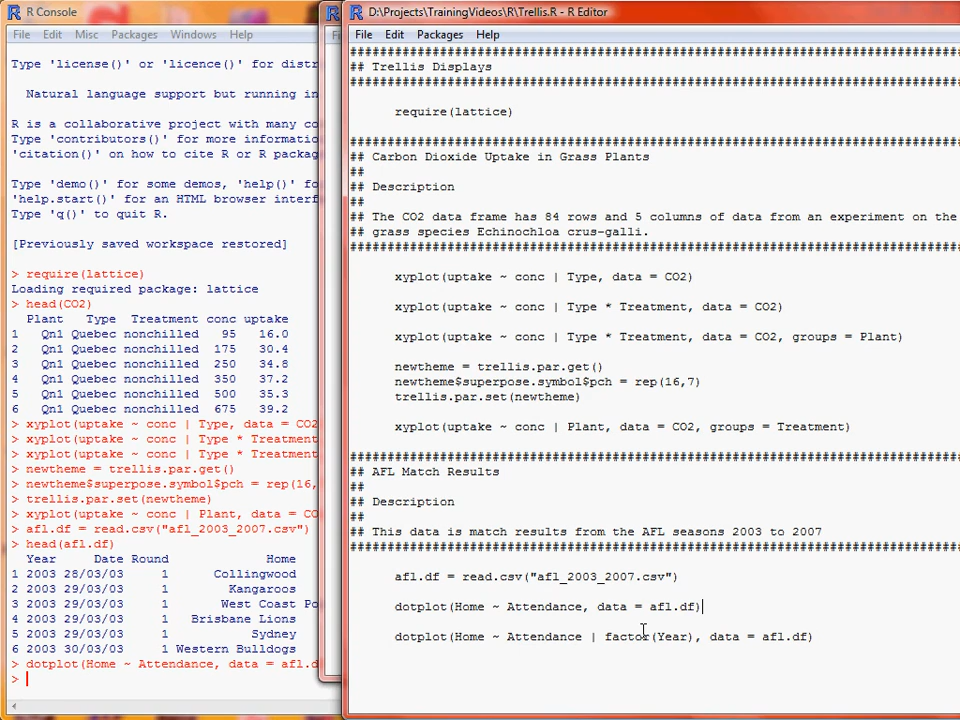 R Console
File Edit Misc Packages Windows Help
Type 'license()' or 'licence()' for distr
Natural language support but running in
R is a collaborative project with many co
Type 'contributors()' for more informatio
'citation()' on how to cite R or R packag
Type 'demo()' for some demos, 'help()' fo
'help.start()' for an HTML browser interf
Type 'q()' to quit R.
[Previously saved workspace restored]
> require(lattice)
Loading required package: lattice
> head(CO2)
Plant Type Treatment conc uptake
1 Qn1 Quebec nonchilled 95 16.0
2 Qn1 Quebec nonchilled 175 30.4
3 Qn1 Quebec nonchilled 250 34.8
4 Qn1 Quebec nonchilled 350 37.2
5 Qn1 Quebec nonchilled 500 35.3
6 Qn1 Quebec nonchilled 675 39.2
> xyplot(uptake ~ conc | Type, data = CO2
> xyplot(uptake ~ conc | Type * Treatment
> xyplot(uptake ~ conc | Type * Treatment
> newtheme = trellis.par.get()
> newtheme$superpose.symbol$pch = rep(16,
> trellis.par.set(newtheme)
> xyplot(uptake ~ conc | Plant, data = CO
> afl.df = read.csv("afl_2003_2007.csv")
> head(afl.df)
Year Date Round Home
1 2003 28/03/03 1 Collingwood
2 2003 29/03/03 1 Kangaroos
3 2003 29/03/03 1 West Coast Po
4 2003 29/03/03 1 Brisbane Lions
5 2003 29/03/03 1 Sydney
6 2003 30/03/03 1 Western Bulldogs
> dotplot(Home ~ Attendance, data = afl.d
>
D:\Projects\TrainingVideos\R\Trellis.R - R Editor
File Edit Packages Help
################################################################################
## Trellis Displays
################################################################################
require(lattice)
################################################################################
## Carbon Dioxide Uptake in Grass Plants
##
## Description
##
## The CO2 data frame has 84 rows and 5 columns of data from an experiment on the
## grass species Echinochloa crus-galli.
################################################################################
xyplot(uptake ~ conc | Type, data = CO2)
xyplot(uptake ~ conc | Type * Treatment, data = CO2)
xyplot(uptake ~ conc | Type * Treatment, data = CO2, groups = Plant)
newtheme = trellis.par.get()
newtheme$superpose.symbol$pch = rep(16,7)
trellis.par.set(newtheme)
xyplot(uptake ~ conc | Plant, data = CO2, groups = Treatment)
################################################################################
## AFL Match Results
##
## Description
##
## This data is match results from the AFL seasons 2003 to 2007
################################################################################
afl.df = read.csv("afl_2003_2007.csv")
dotplot(Home ~ Attendance, data = afl.df)
dotplot(Home ~ Attendance | factor(Year), data = afl.df)